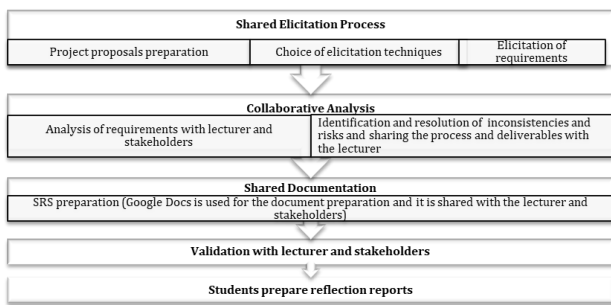 Shared Elicitation Process
Project proposals preparation
Choice of elicitation techniques
Elicitation of
requirements
Collaborative Analysis
Analysis of requirements with lecturer and
stakeholders
Identification and resolution of inconsistencies and
risks and sharing the process and deliverables with
the lecturer
Shared Documentation
SRS preparation (Google Docs is used for the document preparation and it is shared with the lecturer and
stakeholders)
Validation with lecturer and stakeholders
Students prepare reflection reports